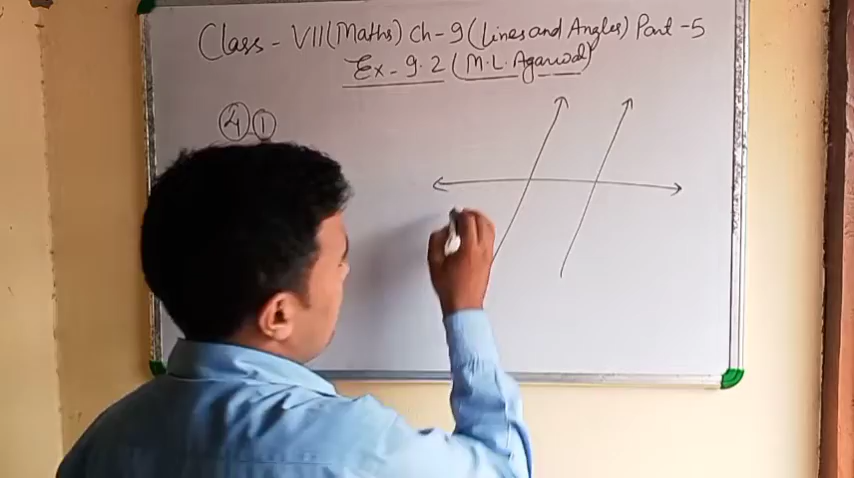 Class - VII (Maths) Ch-9 (Lines and Angles) Part -5
Ex- 9.2 (M.L. Agarwal)
4 1